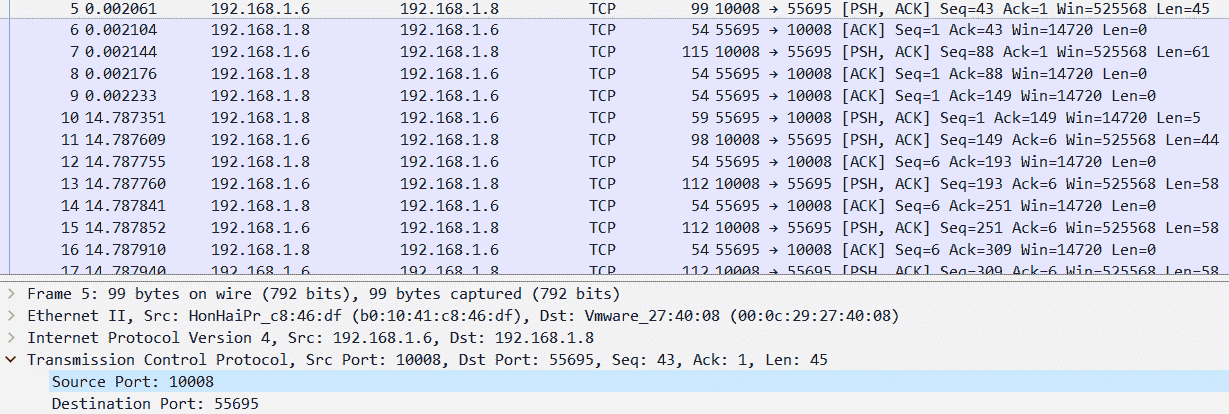 5 0.002061 192.168.1.6 192.168.1.8 TCP 99 10008 → 55695 [PSH, ACK] Seq=43 Ack=1 Win=525568 Len=45
6 0.002104 192.168.1.8 192.168.1.6 TCP 54 55695 → 10008 [ACK] Seq=1 Ack=43 Win=14720 Len=0
7 0.002144 192.168.1.6 192.168.1.8 TCP 115 10008 → 55695 [PSH, ACK] Seq=88 Ack=1 Win=525568 Len=61
8 0.002176 192.168.1.8 192.168.1.6 TCP 54 55695 → 10008 [ACK] Seq=1 Ack=88 Win=14720 Len=0
9 0.002233 192.168.1.8 192.168.1.6 TCP 54 55695 → 10008 [ACK] Seq=1 Ack=149 Win=14720 Len=0
10 14.787351 192.168.1.8 192.168.1.6 TCP 59 55695 → 10008 [PSH, ACK] Seq=1 Ack=149 Win=14720 Len=5
11 14.787609 192.168.1.6 192.168.1.8 TCP 98 10008 → 55695 [PSH, ACK] Seq=149 Ack=6 Win=525568 Len=44
12 14.787755 192.168.1.8 192.168.1.6 TCP 54 55695 → 10008 [ACK] Seq=6 Ack=193 Win=14720 Len=0
13 14.787760 192.168.1.6 192.168.1.8 TCP 112 10008 → 55695 [PSH, ACK] Seq=193 Ack=6 Win=525568 Len=58
14 14.787841 192.168.1.8 192.168.1.6 TCP 54 55695 → 10008 [ACK] Seq=6 Ack=251 Win=14720 Len=0
15 14.787852 192.168.1.6 192.168.1.8 TCP 112 10008 → 55695 [PSH, ACK] Seq=251 Ack=6 Win=525568 Len=58
16 14.787910 192.168.1.8 192.168.1.6 TCP 54 55695 → 10008 [ACK] Seq=6 Ack=309 Win=14720 Len=0
17 14.787940 192.168.1.6 192.168.1.8 TCP 112 10008 → 55695 [PSH, ACK] Seq=309 Ack=6 Win=525568 Len=58
Frame 5: 99 bytes on wire (792 bits), 99 bytes captured (792 bits)
Ethernet II, Src: HonHaiPr_c8:46:df (b0:10:41:c8:46:df), Dst: Vmware_27:40:08 (00:0c:29:27:40:08)
Internet Protocol Version 4, Src: 192.168.1.6, Dst: 192.168.1.8
Transmission Control Protocol, Src Port: 10008, Dst Port: 55695, Seq: 43, Ack: 1, Len: 45
Source Port: 10008
Destination Port: 55695